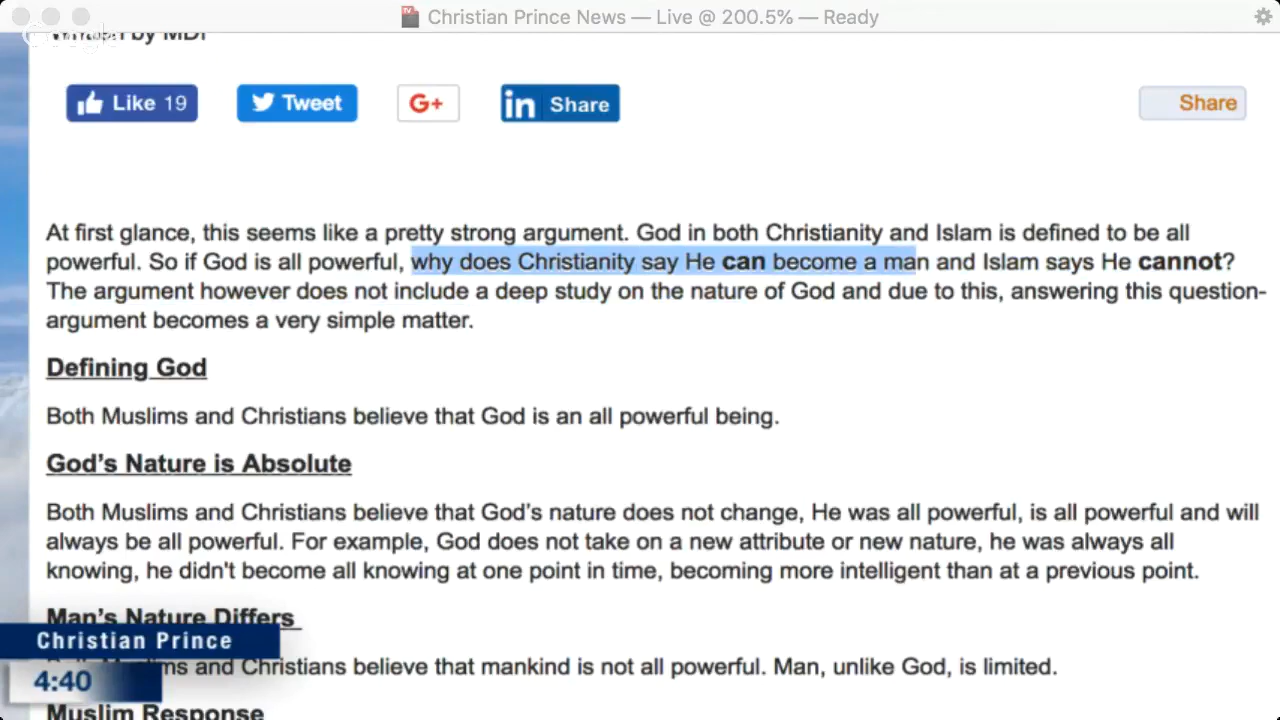 Christian Prince News — Live @ 200.5% — Ready
Google
by MDI
Like 19
Tweet
G+
in Share
Share
At first glance, this seems like a pretty strong argument. God in both Christianity and Islam is defined to be all
powerful. So if God is all powerful, why does Christianity say He can become a man and Islam says He cannot?
The argument however does not include a deep study on the nature of God and due to this, answering this question-
argument becomes a very simple matter.
Defining God
Both Muslims and Christians believe that God is an all powerful being.
God's Nature is Absolute
Both Muslims and Christians believe that God's nature does not change, He was all powerful, is all powerful and will
always be all powerful. For example, God does not take on a new attribute or new nature, he was always all
knowing, he didn't become all knowing at one point in time, becoming more intelligent than at a previous point.
Man's Nature Differs
Christian Prince
and Christians believe that mankind is not all powerful. Man, unlike God, is limited.
4:40
Muslim Response